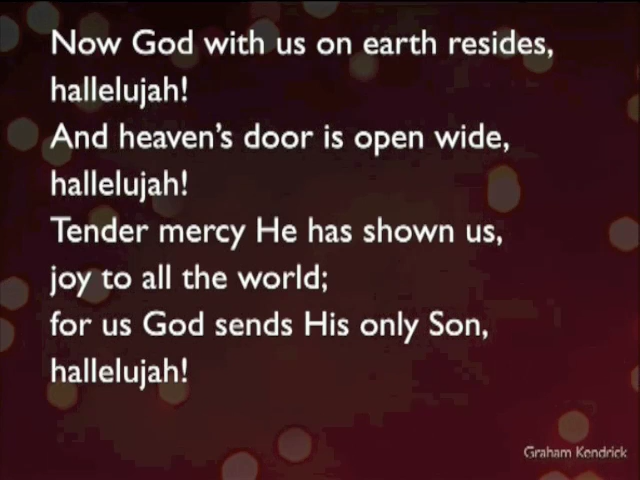 Now God with us on earth resides,
hallelujah!
And heaven's door is open wide,
hallelujah!
Tender mercy He has shown us,
joy to all the world;
for us God sends His only Son,
hallelujah!
Graham Kendrick